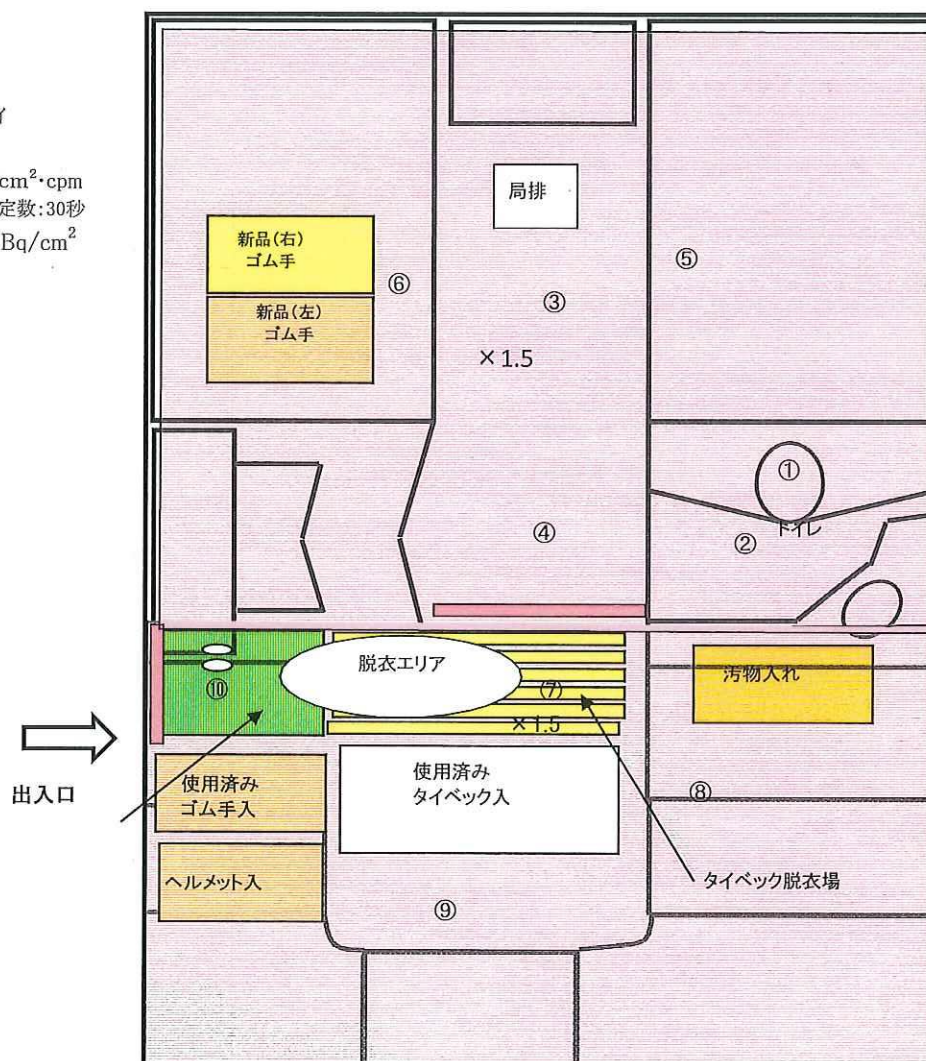 イ
cm²・cpm
定数:30秒
Bq/cm²
局排
新品(右)
ゴム手
新品(左)
ゴム手
⑥
③
⑤
×1.5
①
トイレ
②
④
脱衣エリア
⑩
⑦
×1.5
汚物入れ
出入口
使用済み
ゴム手入
使用済み
タイベック入
⑧
ヘルメット入
タイベック脱衣場
⑨